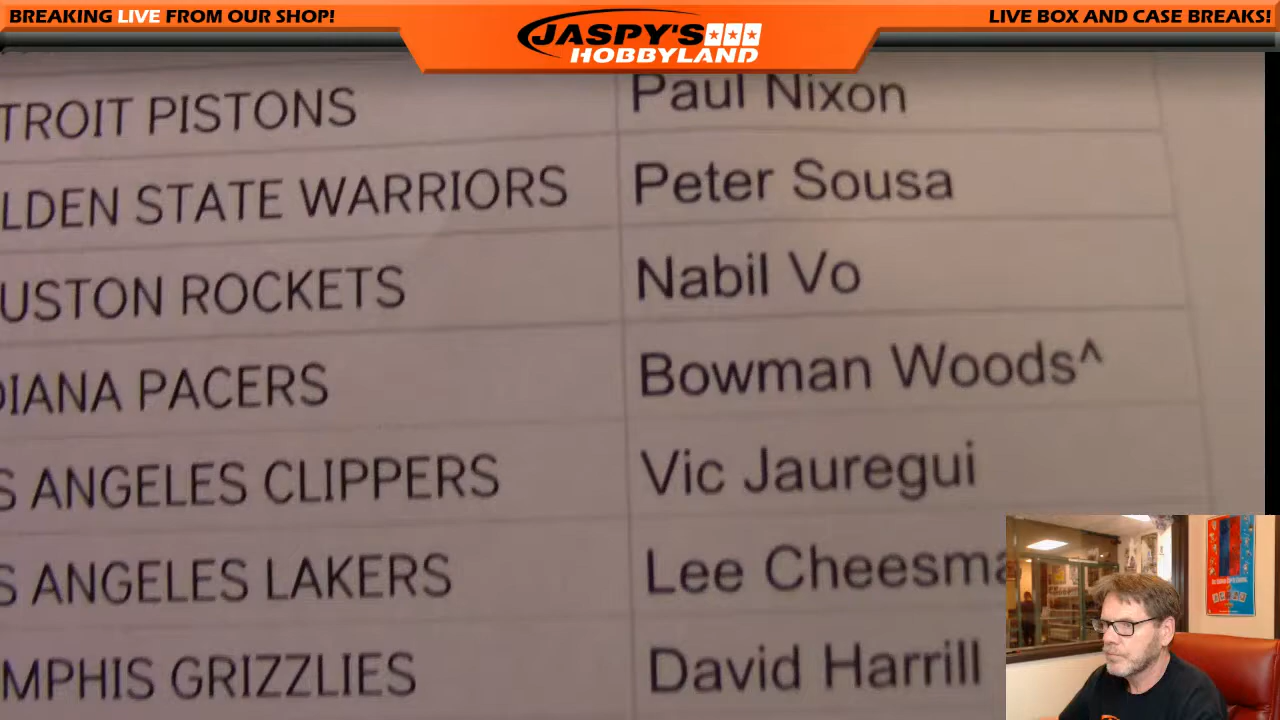 BREAKING LIVE FROM OUR SHOP!
JASPY'S
HOBBYLAND
LIVE BOX AND CASE BREAKS!
TROIT PISTONS Paul Nixon
LDEN STATE WARRIORS Peter Sousa
USTON ROCKETS Nabil Vo
DIANA PACERS Bowman Woods^
S ANGELES CLIPPERS Vic Jauregui
S ANGELES LAKERS Lee Cheesma
MPHIS GRIZZLIES David Harrill